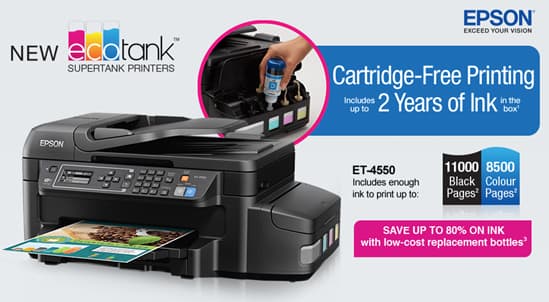 NEW ecotank™
SUPERTANK PRINTERS
EPSON®
EXCEED YOUR VISION
Cartridge-Free Printing
Includes up to 2 Years of Ink in the box¹
EPSON
ET-4550
Includes enough
ink to print up to:
11000
Black
Pages²
8500
Colour
Pages²
SAVE UP TO 80% ON INK
with low-cost replacement bottles³